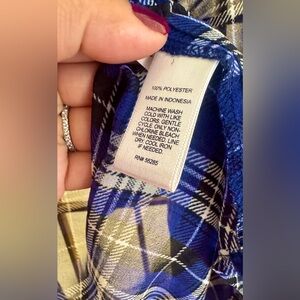 100% POLYESTER
MADE IN INDONESIA
MACHINE WASH
COLD WITH LIKE
COLORS. GENTLE
CYCLE. ONLY NON-
CHLORINE BLEACH
WHEN NEEDED. LINE
DRY. COOL IRON
IF NEEDED.
RN# 56285